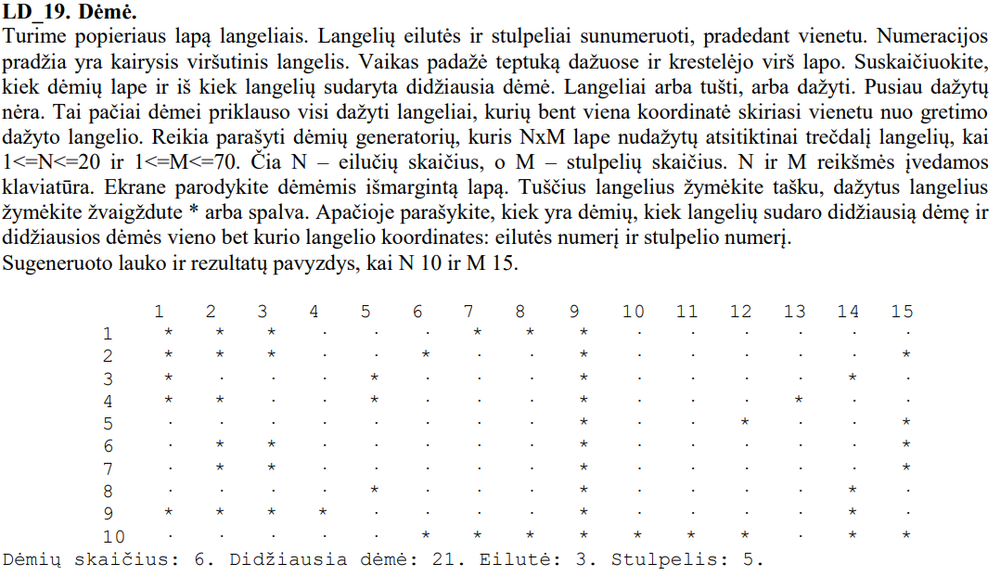 LD_19. Dėmė.
Turime popieriaus lapą langeliais. Langelių eilutės ir stulpeliai sunumeruoti, pradedant vienetu. Numeracijos
pradžia yra kairysis viršutinis langelis. Vaikas padažė teptuką dažuose ir krestelėjo virš lapo. Suskaičiuokite,
kiek dėmių lape ir iš kiek langelių sudaryta didžiausia dėmė. Langeliai arba tušti, arba dažyti. Pusiau dažytų
nėra. Tai pačiai dėmei priklauso visi dažyti langeliai, kurių bent viena koordinatė skiriasi vienetu nuo gretimo
dažyto langelio. Reikia parašyti dėmių generatorių, kuris NxM lape nudažytų atsitiktinai trečdalį langelių, kai
1<=N<=20 ir 1<=M<=70. Čia N – eilučių skaičius, o M – stulpelių skaičius. N ir M reikšmės įvedamos
klaviatūra. Ekrane parodykite dėmėmis išmargintą lapą. Tuščius langelius žymėkite tašku, dažytus langelius
žymėkite žvaigždute * arba spalva. Apačioje parašykite, kiek yra dėmių, kiek langelių sudaro didžiausią dėmę ir
didžiausios dėmės vieno bet kurio langelio koordinates: eilutės numerį ir stulpelio numerį.
Sugeneruoto lauko ir rezultatų pavyzdys, kai N 10 ir M 15.
1 2 3 4 5 6 7 8 9 10 11 12 13 14 15
1 * * * . . . * * * . . . . . .
2 * * * . . * . . * . . . . . *
3 * . . . * . . . * . . . . * .
4 * * . . * . . . * . . . * . .
5 . . . . . . . . * . . * . . *
6 . * * . . . . . * . . . . . *
7 . * * . . . . . * . . . . . *
8 . . . . * . . . * . . . . * .
9 * * * * . . . . * . . . . * .
10 . . . . . * * * * * * * . * *
Dėmių skaičius: 6. Didžiausia dėmė: 21. Eilutė: 3. Stulpelis: 5.